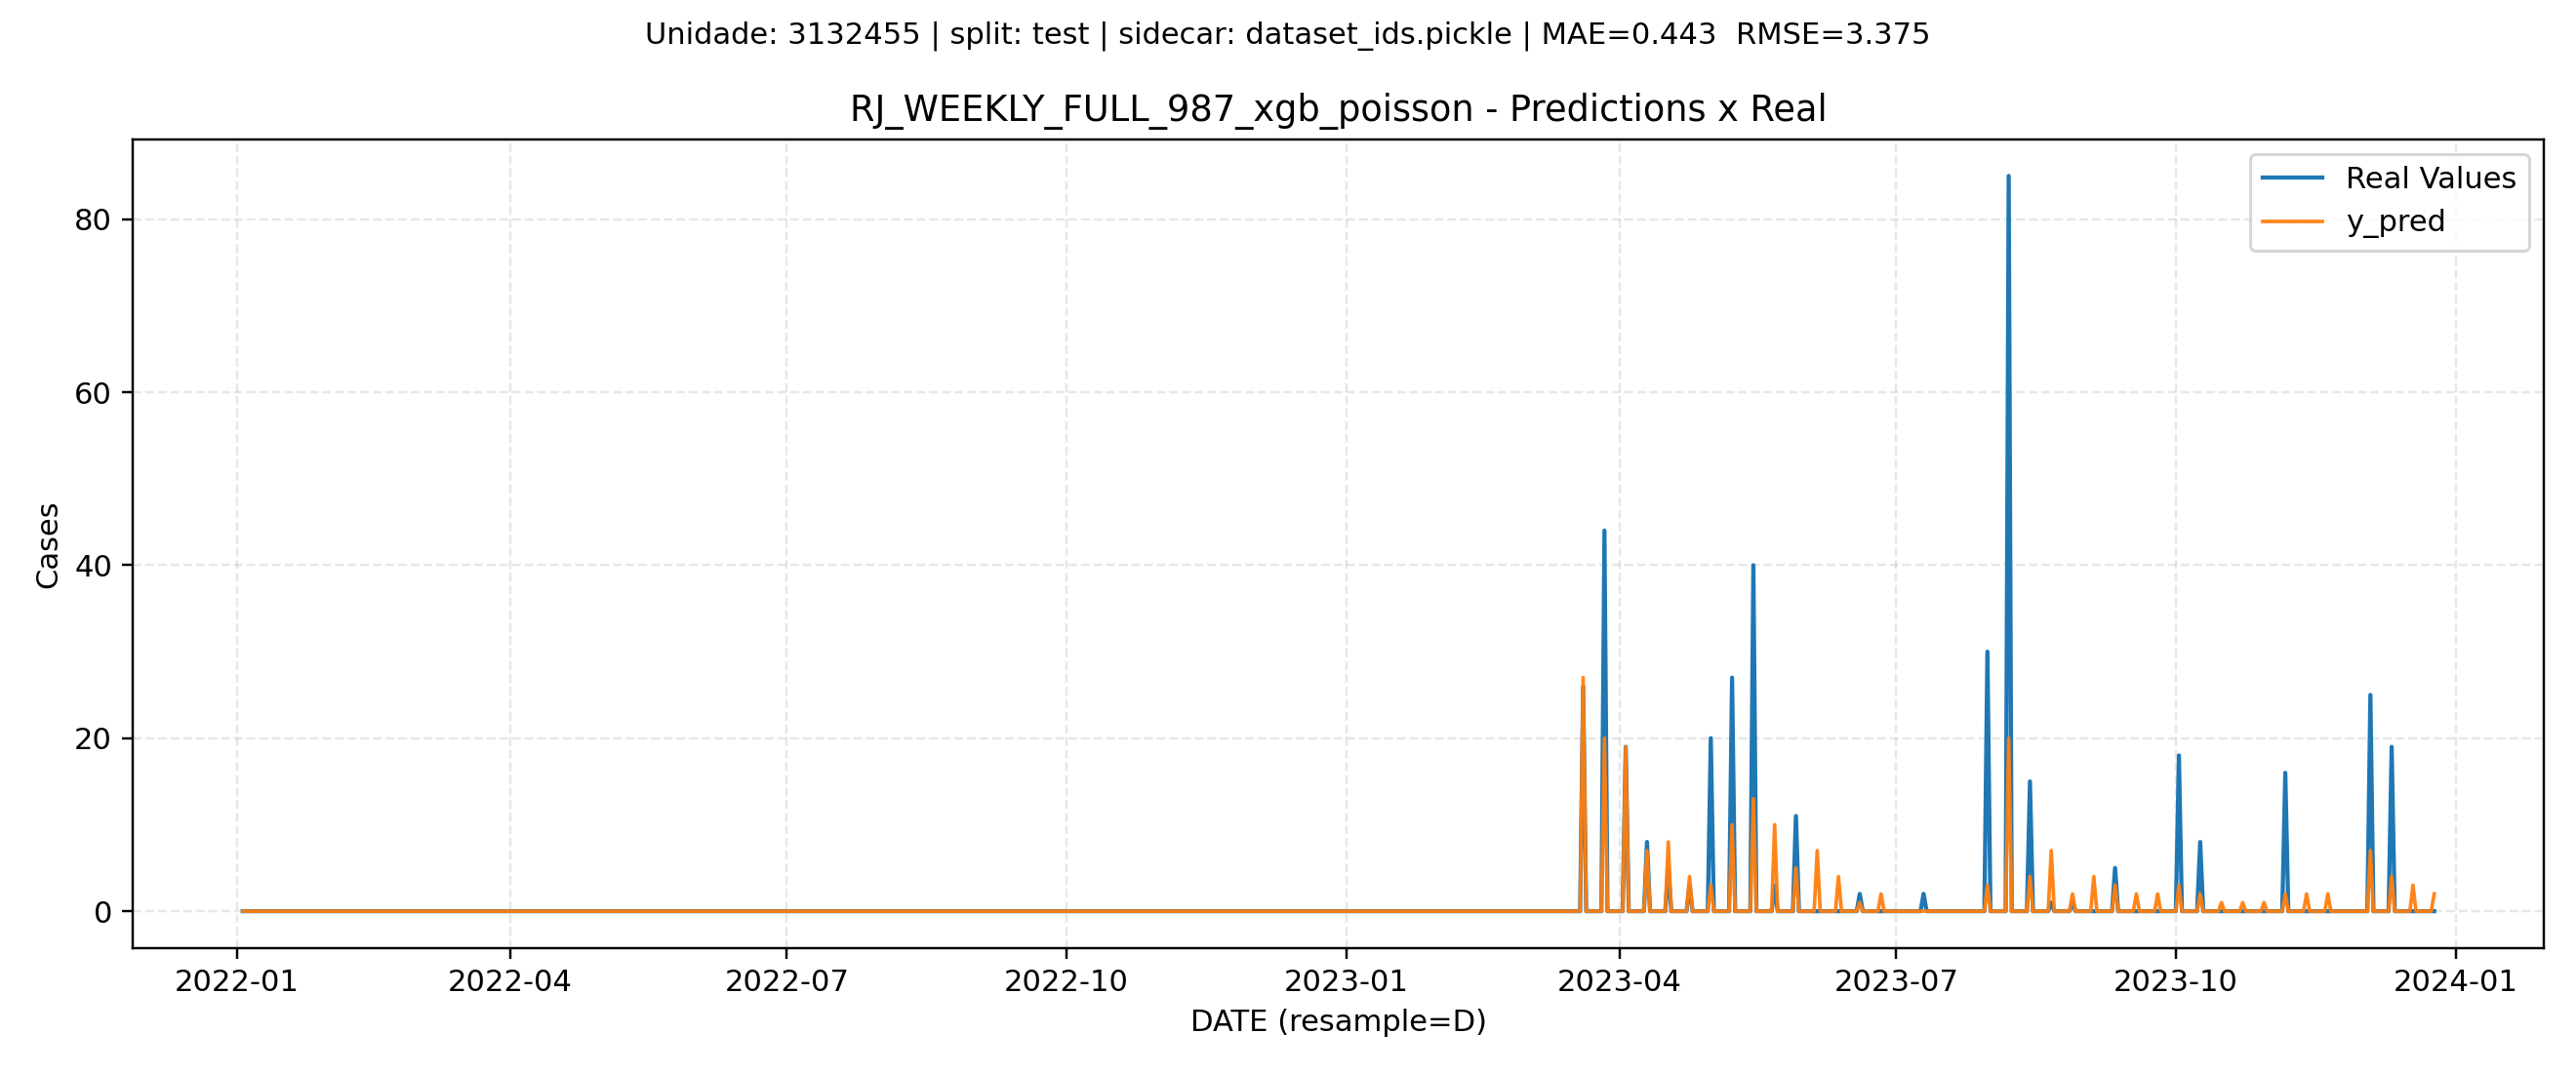 Unidade: 3132455 | split: test | sidecar: dataset_ids.pickle | MAE=0.443  RMSE=3.375
RJ_WEEKLY_FULL_987_xgb_poisson - Predictions x Real
Real Values
y_pred
80
60
40
20
0
Cases
2022-01
2022-04
2022-07
2022-10
2023-01
2023-04
2023-07
2023-10
2024-01
DATE (resample=D)